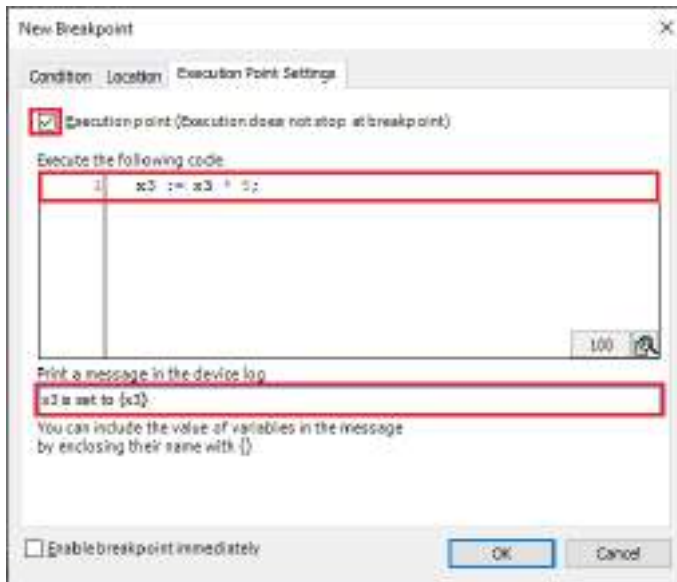 New Breakpoint
Condition Location Execution Point Settings
Execution point (Execution does not stop at breakpoint)
Execute the following code
1 x3 := x3 * 5;
100
Print a message in the device log
x3 is set to {x3}
You can include the value of variables in the message
by enclosing their name with {}
Enable breakpoint immediately
OK Cancel